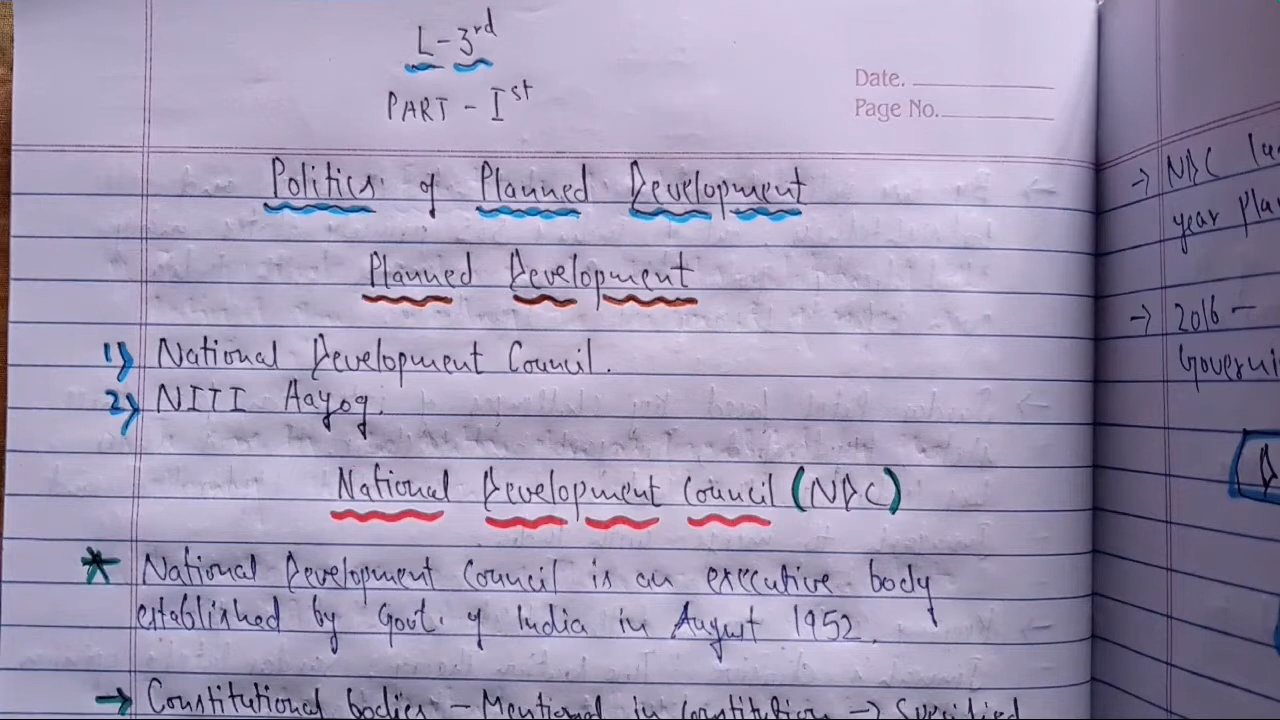 L-3rd
PART - Ist
Date.
Page No.
Politics of Planned Development
Planned Development
1) National Development Council.
2) NITI Aayog.
National Development Council (NDC)
* National Development Council is an executive body
established by Govt. of India in August 1952.
→ Constitutional bodies - Mentioned in constitution → Specified
→ NDC
year
→ 2016 -